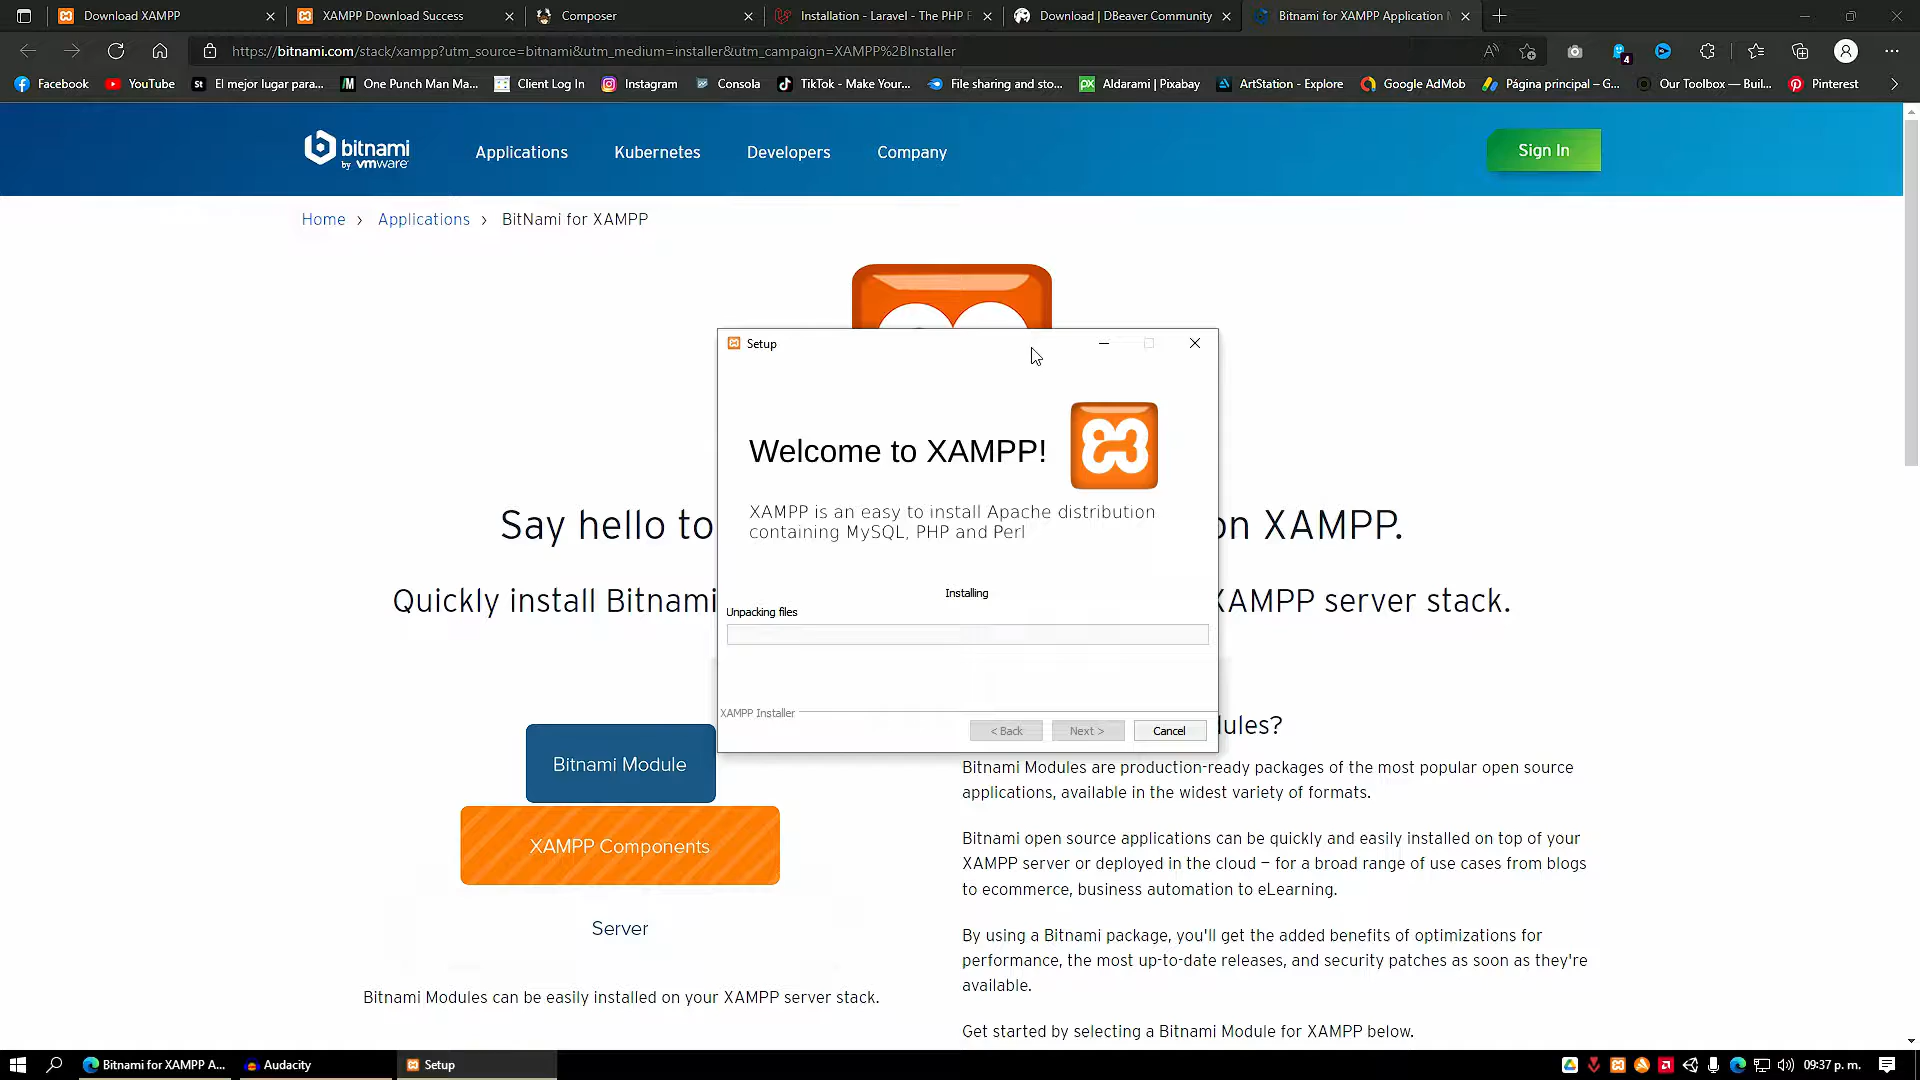 Download XAMPP
XAMPP Download Success
Composer
Installation - Laravel - The PHP F
Download | DBeaver Community
Bitnami for XAMPP Application M
https://bitnami.com/stack/xampp?utm_source=bitnami&utm_medium=installer&utm_campaign=XAMPP%2BInstaller
4
Facebook
YouTube
El mejor lugar para...
One Punch Man Ma...
Client Log In
Instagram
Consola
TikTok - Make Your...
File sharing and sto...
Aldarami | Pixabay
ArtStation - Explore
Google AdMob
Página principal – G...
Our Toolbox — Buil...
Pinterest
bitnami
by vmware
Applications
Kubernetes
Developers
Company
Sign In
Home > Applications > BitNami for XAMPP
Setup
Welcome to XAMPP!
XAMPP is an easy to install Apache distribution
containing MySQL, PHP and Perl
Say hello to
on XAMPP.
Installing
Quickly install Bitnami
XAMPP server stack.
Unpacking files
XAMPP Installer
< Back
Next >
Cancel
Bitnami Module
XAMPP Components
Server
Bitnami Modules can be easily installed on your XAMPP server stack.
ules?
Bitnami Modules are production-ready packages of the most popular open source
applications, available in the widest variety of formats.
Bitnami open source applications can be quickly and easily installed on top of your
XAMPP server or deployed in the cloud – for a broad range of use cases from blogs
to ecommerce, business automation to eLearning.
By using a Bitnami package, you'll get the added benefits of optimizations for
performance, the most up-to-date releases, and security patches as soon as they're
available.
Get started by selecting a Bitnami Module for XAMPP below.
Bitnami for XAMPP A...
Audacity
Setup
09:37 p. m.